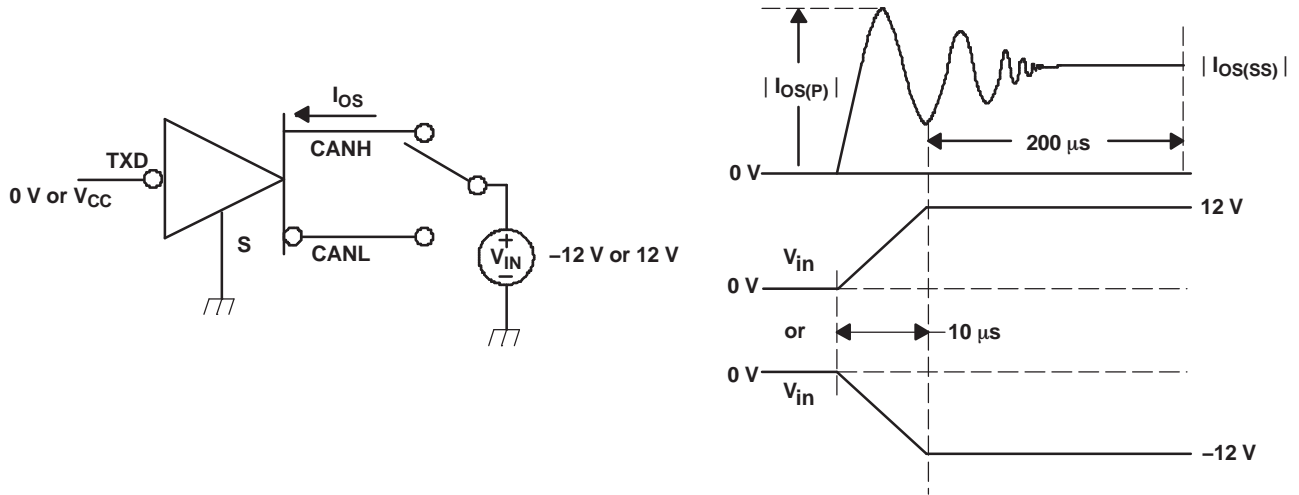 I_OS
TXD
CANH
0 V or V_CC
S
CANL
+
V_IN
–
–12 V or 12 V
| I_OS(P) |
| I_OS(SS) |
200 µs
0 V
12 V
V_in
0 V
or
10 µs
0 V
V_in
–12 V